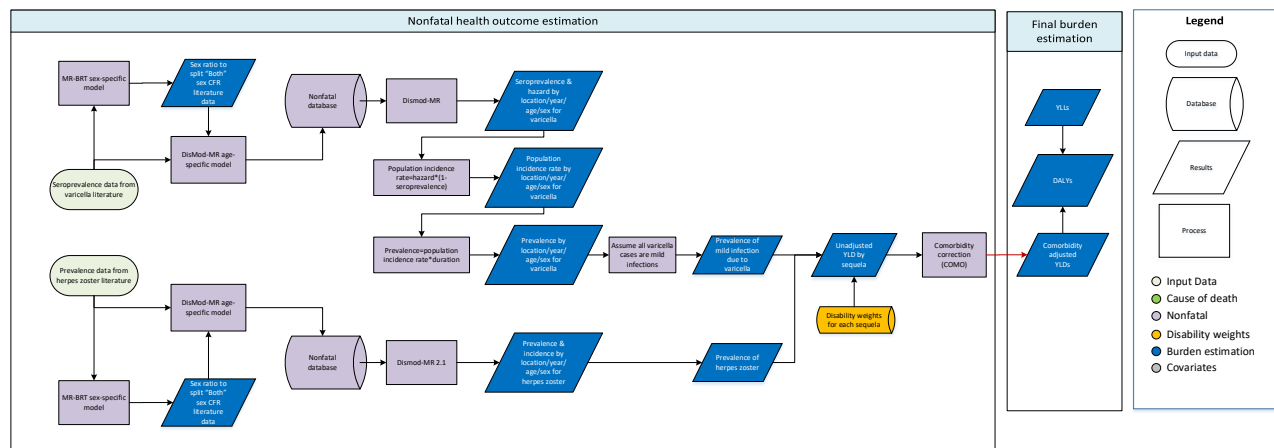 Nonfatal health outcome estimation
MR-BRT sex-specific
model
Sex ratio to
split "Both"
sex CFR
literature
data
DisMod-MR age-
specific model
Seroprevalence data from
varicella literature
Nonfatal
database
Dismod-MR
Seroprevalence &
hazard by
location/year/
age/sex for
varicella
Population incidence
rate=hazard*(1-
seroprevalence)
Population
incidence rate by
location/year/
age/sex for
varicella
Prevalence=population
incidence rate*duration
Prevalence by
location/year/
age/sex for
varicella
Assume all varicella
cases are mild
infections
Prevalence of
mild infection
due to
varicella
Unadjusted
YLD by
sequela
Comorbidity
correction
(COMO)
Disability weights
for each sequela
Prevalence data from
herpes zoster literature
DisMod-MR age-
specific model
MR-BRT sex-specific
model
Sex ratio to
split "Both"
sex CFR
literature
data
Nonfatal
database
Dismod-MR 2.1
Prevalence &
incidence by
location/year/
age/sex for
herpes zoster
Prevalence of
herpes zoster
Final burden
estimation
YLLs
DALYs
Comorbidity
adjusted
YLDs
Legend
Input data
Database
Results
Process
Input Data
Cause of death
Nonfatal
Disability weights
Burden estimation
Covariates